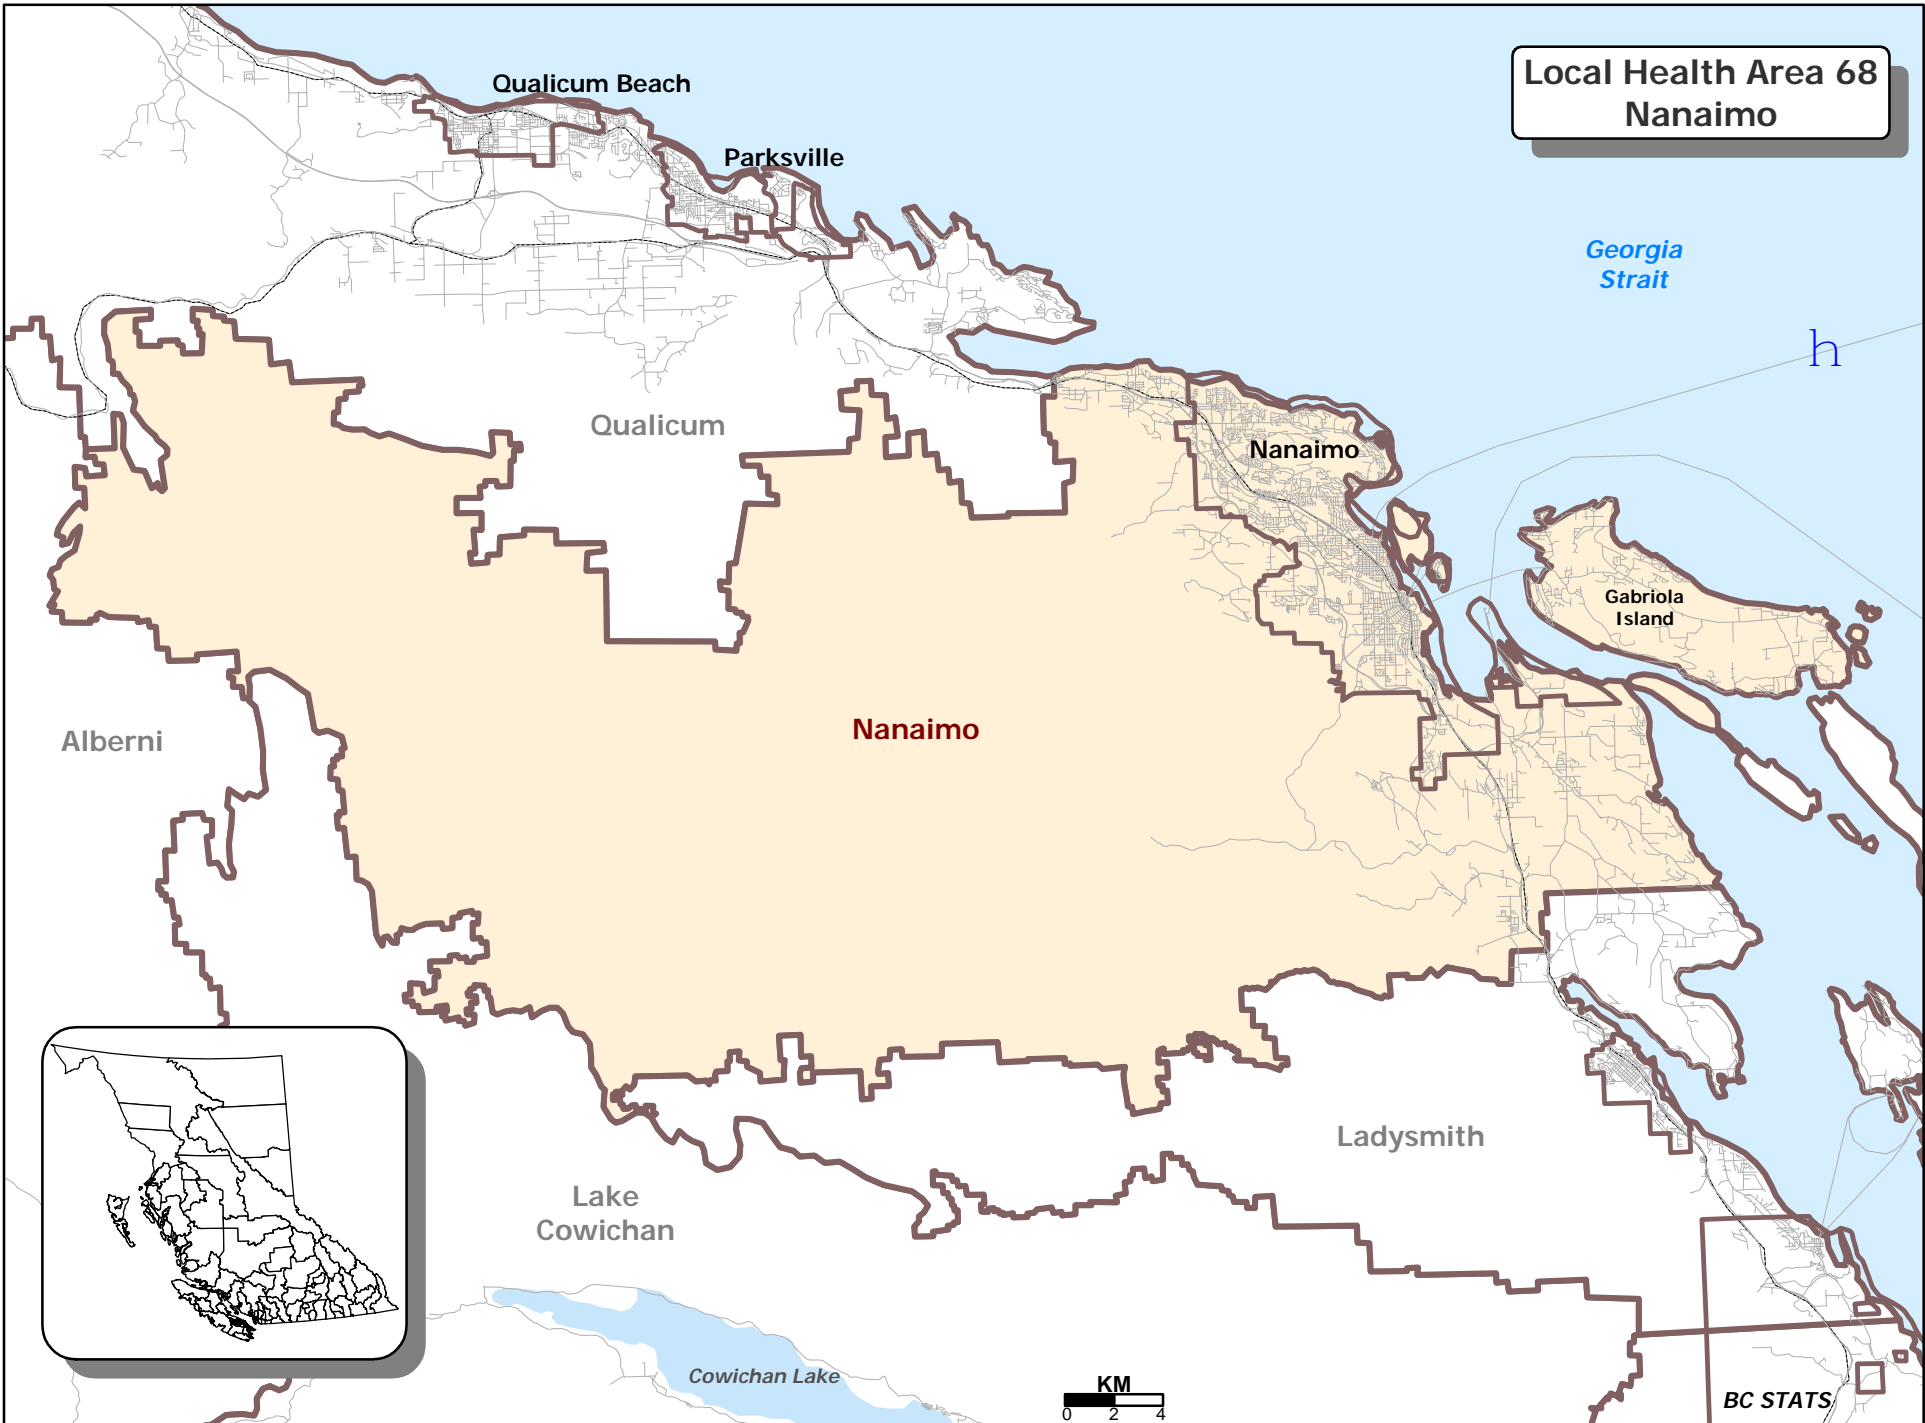 Local Health Area 68
Nanaimo
Qualicum Beach
Parksville
Georgia
Strait
h
Qualicum
Nanaimo
Gabriola
Island
Nanaimo
Alberni
Ladysmith
Lake
Cowichan
Cowichan Lake
KM
0 2 4
BC STATS